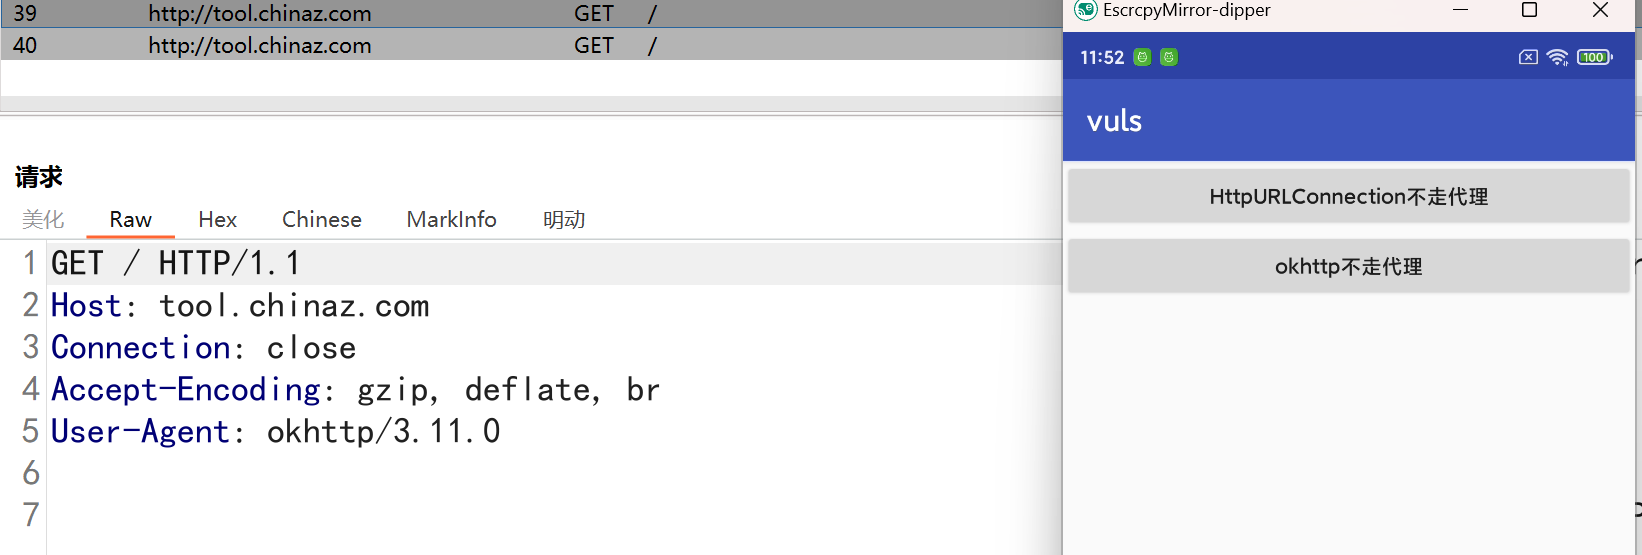 39 http://tool.chinaz.com GET /
40 http://tool.chinaz.com GET /
请求
美化 Raw Hex Chinese MarkInfo 明动
1 GET / HTTP/1.1
2 Host: tool.chinaz.com
3 Connection: close
4 Accept-Encoding: gzip, deflate, br
5 User-Agent: okhttp/3.11.0
6
7
EscrcpyMirror-dipper
11:52 100
vuls
HttpURLConnection不走代理
okhttp不走代理